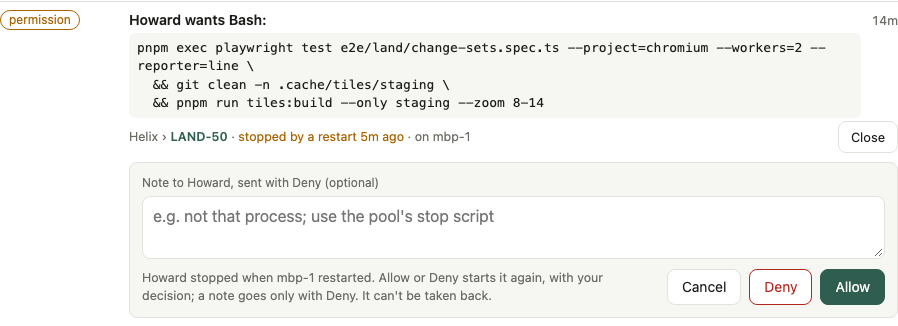 permission
Howard wants Bash:
14m
pnpm exec playwright test e2e/land/change-sets.spec.ts --project=chromium --workers=2 --
reporter=line \
  && git clean -n .cache/tiles/staging \
  && pnpm run tiles:build --only staging --zoom 8-14
Helix › LAND-50 · stopped by a restart 5m ago · on mbp-1
Close
Note to Howard, sent with Deny (optional)
e.g. not that process; use the pool's stop script
Howard stopped when mbp-1 restarted. Allow or Deny starts it again, with your
decision; a note goes only with Deny. It can't be taken back.
Cancel
Deny
Allow